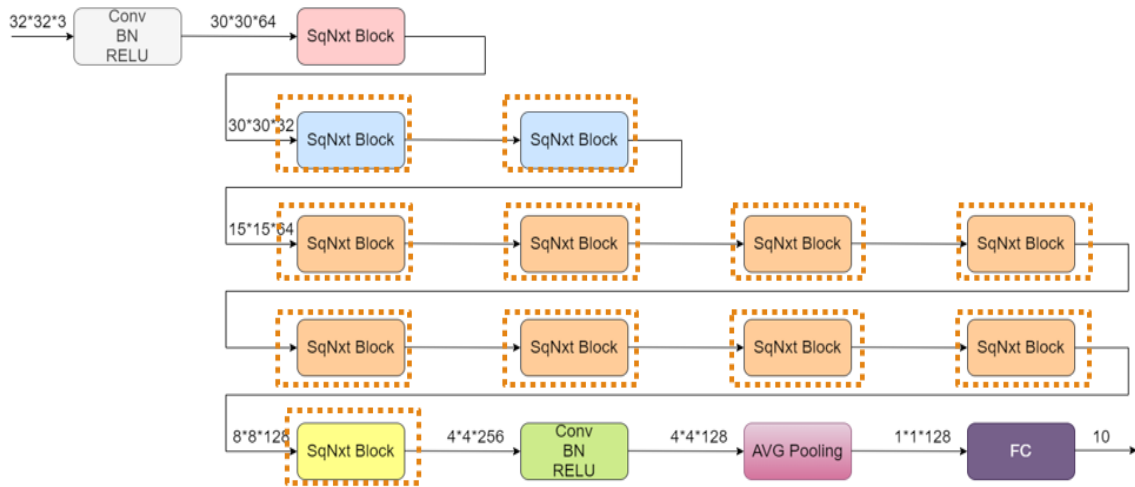 32*32*3
Conv
BN
RELU
30*30*64
SqNxt Block
30*30*32
SqNxt Block
SqNxt Block
15*15*64
SqNxt Block
SqNxt Block
SqNxt Block
SqNxt Block
SqNxt Block
SqNxt Block
SqNxt Block
SqNxt Block
8*8*128
SqNxt Block
4*4*256
Conv
BN
RELU
4*4*128
AVG Pooling
1*1*128
FC
10